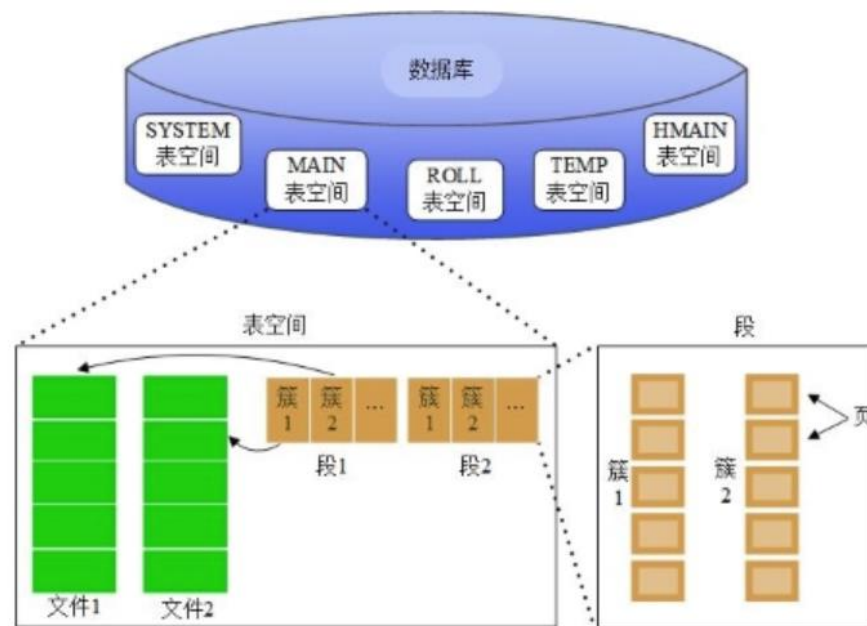 数据库
SYSTEM
表空间
MAIN
表空间
ROLL
表空间
TEMP
表空间
HMAIN
表空间
表空间
簇
1
簇
2
...
簇
1
簇
2
...
段1
段2
文件1
文件2
段
簇
1
簇
2
页